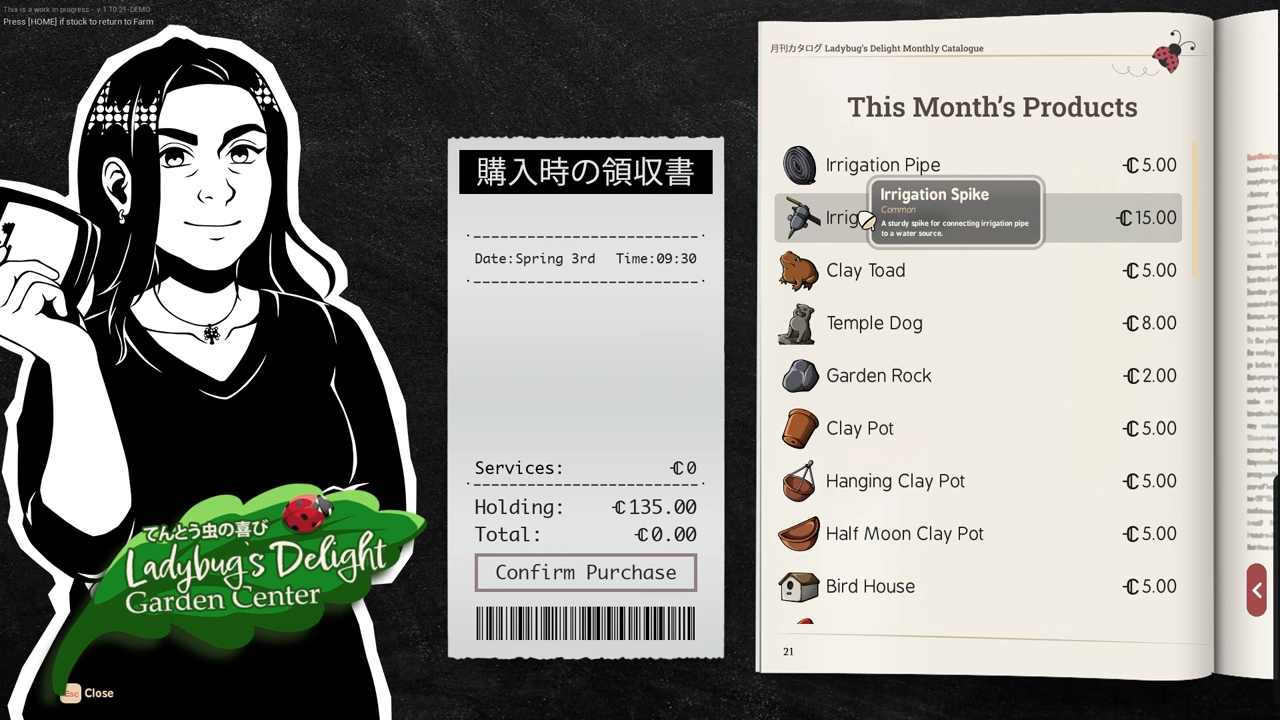 This is a work in progress - v 1.10.21-DEMO
Press [HOME] if stuck to return to Farm
てんとう虫の喜び
Ladybug's Delight
Garden Center
Esc Close
購入時の領収書
Date:Spring 3rd Time:09:30
Services: ₵0
Holding: ₵135.00
Total: ₵0.00
Confirm Purchase
月刊カタログ Ladybug's Delight Monthly Catalogue
This Month's Products
Irrigation Pipe ₵5.00
Irrig ₵15.00
Irrigation Spike
Common
A sturdy spike for connecting irrigation pipe
to a water source.
Clay Toad ₵5.00
Temple Dog ₵8.00
Garden Rock ₵2.00
Clay Pot ₵5.00
Hanging Clay Pot ₵5.00
Half Moon Clay Pot ₵5.00
Bird House ₵5.00
21